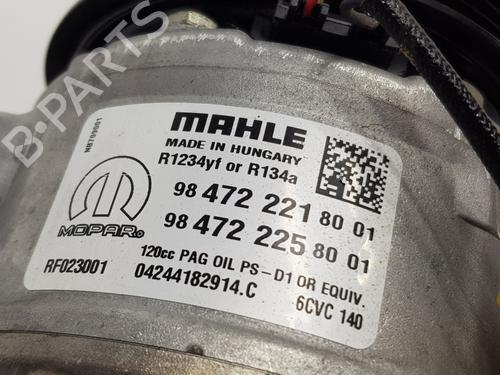 B-PARTS
NB709001
MAHLE
MADE IN HUNGARY
R1234yf or R134a
98 472 221 80 01
98 472 225 80 01
MOPAR®
120cc PAG OIL PS-D1 OR EQUIV.
RF023001
04244182914.C
6CVC 140